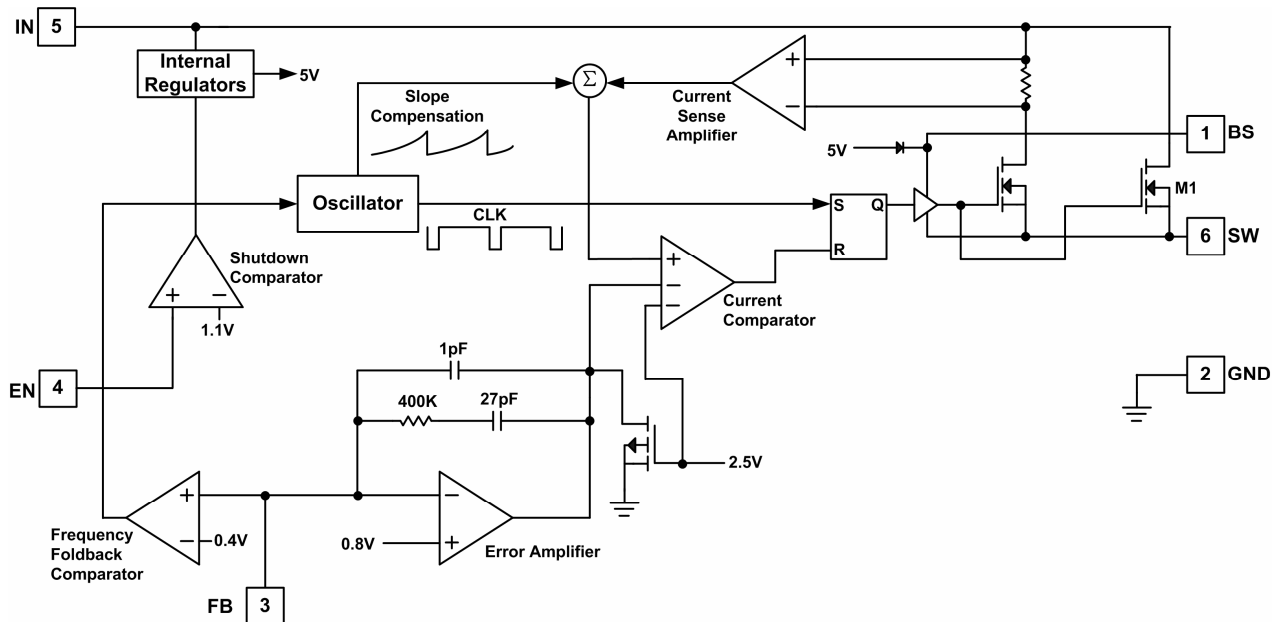 IN 5
Internal
Regulators
5V
Σ
+
−
Current
Sense
Amplifier
Slope
Compensation
1 BS
5V
Oscillator
CLK
S Q
R
M1
6 SW
Shutdown
Comparator
+ −
1.1V
+
−
−
Current
Comparator
EN 4
1pF
400K 27pF
2 GND
2.5V
+
−
0.4V
Frequency
Foldback
Comparator
−
+
0.8V
Error Amplifier
FB 3